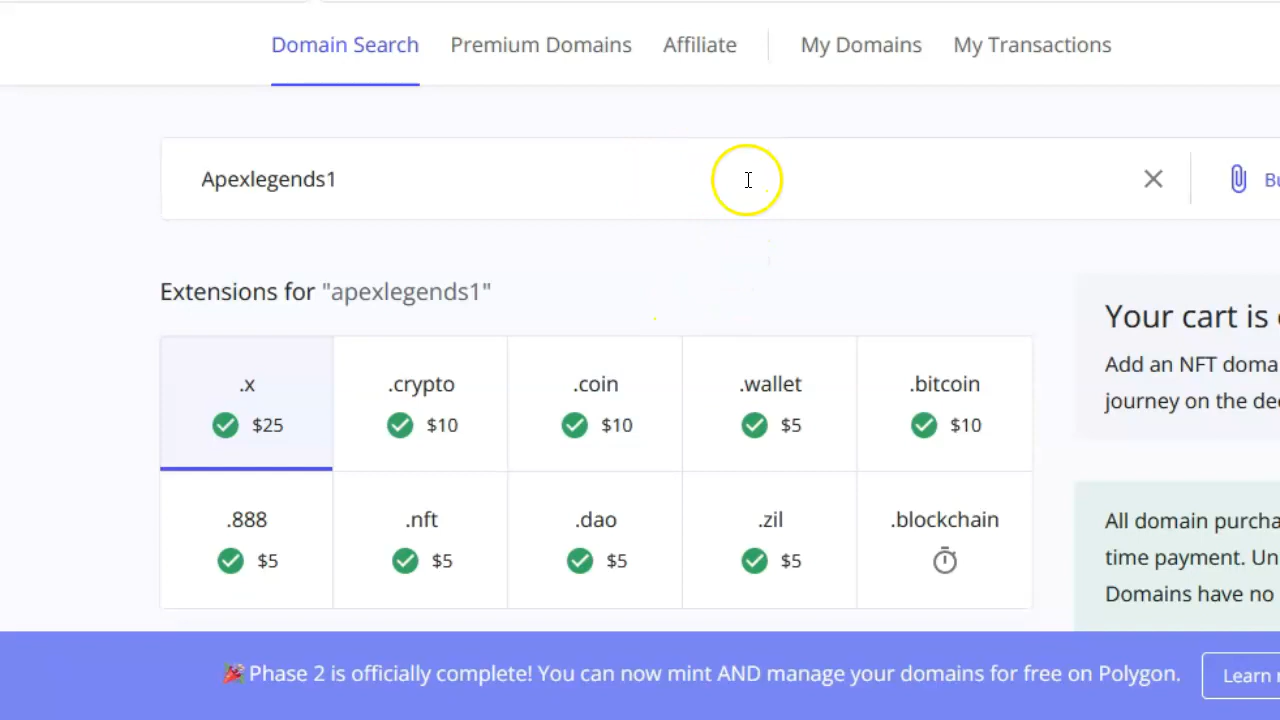 Domain Search Premium Domains Affiliate My Domains My Transactions
Apexlegends1
Extensions for "apexlegends1"
.x .crypto .coin .wallet .bitcoin
$25 $10 $10 $5 $10
.888 .nft .dao .zil .blockchain
$5 $5 $5 $5
Your cart is
Add an NFT doma
journey on the dec
All domain purcha
time payment. Un
Domains have no
Phase 2 is officially complete! You can now mint AND manage your domains for free on Polygon. Learn